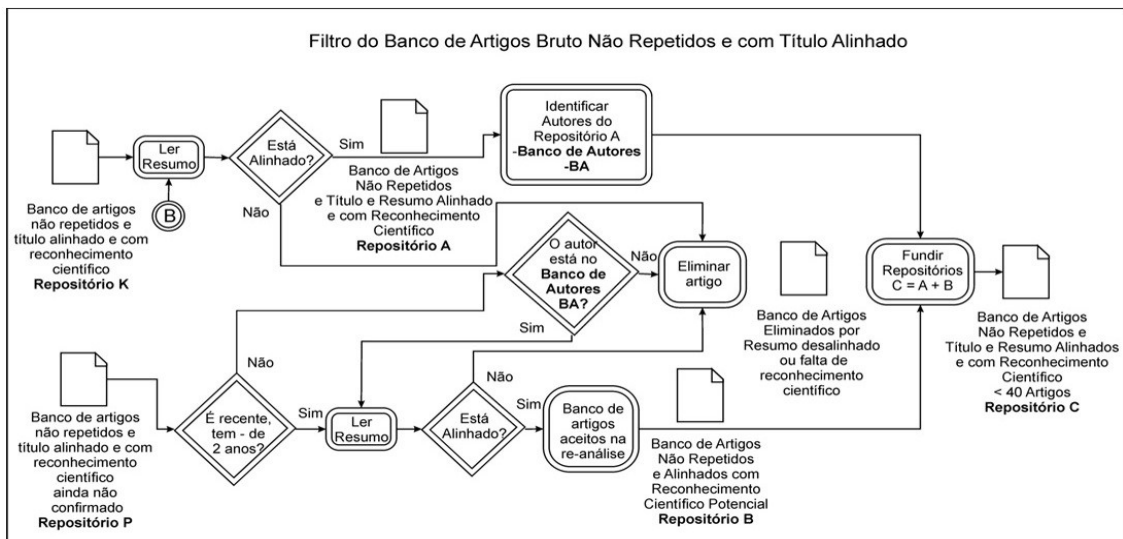 Filtro do Banco de Artigos Bruto Não Repetidos e com Título Alinhado
Banco de artigos
não repetidos e
título alinhado e com
reconhecimento
científico
Repositório K
Ler
Resumo
B
Está
Alinhado?
Sim
Não
Banco de Artigos
Não Repetidos
e Título e Resumo Alinhado
e com Reconhecimento
Científico
Repositório A
Identificar
Autores do
Repositório A
-Banco de Autores
-BA
O autor
está no
Banco de
Autores
BA?
Não
Sim
Eliminar
artigo
Banco de Artigos
Eliminados por
Resumo desalinhado
ou falta de
reconhecimento
científico
Fundir
Repositórios
C = A + B
Banco de Artigos
Não Repetidos e
Título e Resumo Alinhados
e com Reconhecimento
Científico
< 40 Artigos
Repositório C
Banco de artigos
não repetidos e
título alinhado e com
reconhecimento
científico
ainda não
confirmado
Repositório P
Não
É recente,
tem - de
2 anos?
Sim
Ler
Resumo
Não
Está
Alinhado?
Sim
Banco de
artigos
aceitos na
re-análise
Banco de Artigos
Não Repetidos
e Alinhados com
Reconhecimento
Científico Potencial
Repositório B